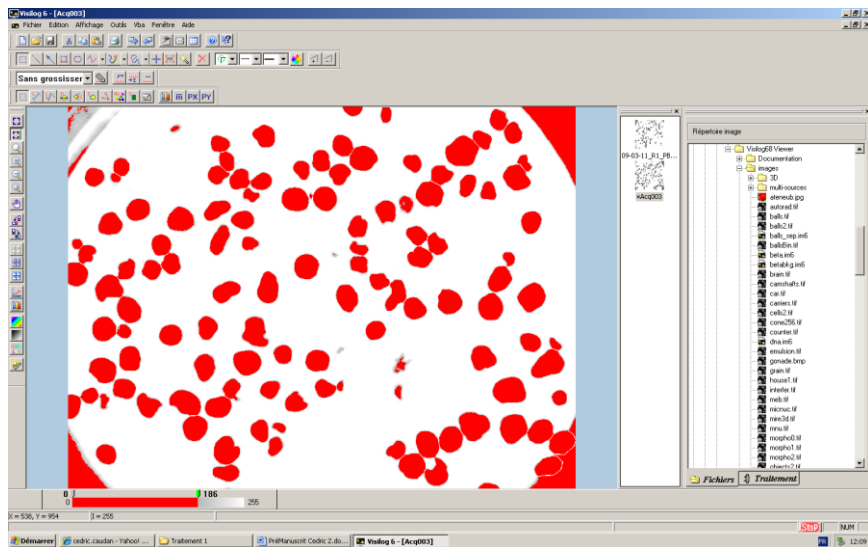 Visilog 6 - [Acq003]
Fichier Edition Affichage Outils Vba Fenêtre Aide
Sans grossisser
PX PY
09-03-11_R1_PB...
*Acq003
Répertoire image
Visilog68 Viewer
Documentation
images
3D
multi-sources
ateneub.jpg
autorad.tif
balls.tif
balls2.tif
balls_sep.im6
ballsBin.tif
beta.im6
betabkg.im6
brain.tif
camshafts.tif
car.tif
carriers.tif
cells2.tif
cone256.tif
counter.tif
dna.im6
emulsion.tif
gonade.bmp
grain.tif
house1.tif
interfer.tif
meb.tif
micnuc.tif
mire3d.tif
mnu.tif
morpho0.tif
morpho1.tif
morpho2.tif
objects2.tif
Fichiers Traitement
0 186
0 255
X = 538, Y = 954 I = 255
STOP NUM
Démarrer cedric.caudan - Yahoo! ... Traitement 1 PréManuscrit Cedric 2.do... Visilog 6 - [Acq003] FR 12:09